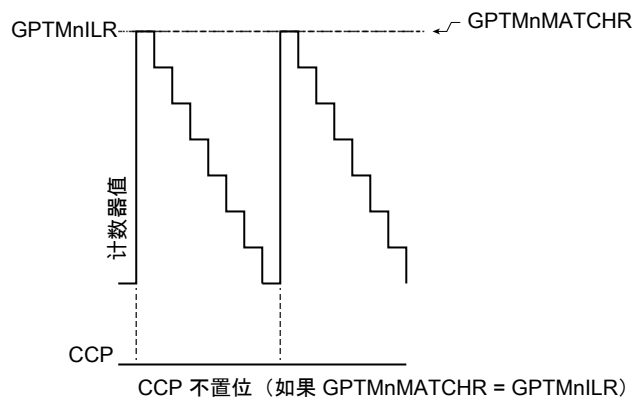 GPTMnILR
GPTMnMATCHR
计数器值
CCP
CCP 不置位（如果 GPTMnMATCHR = GPTMnILR）